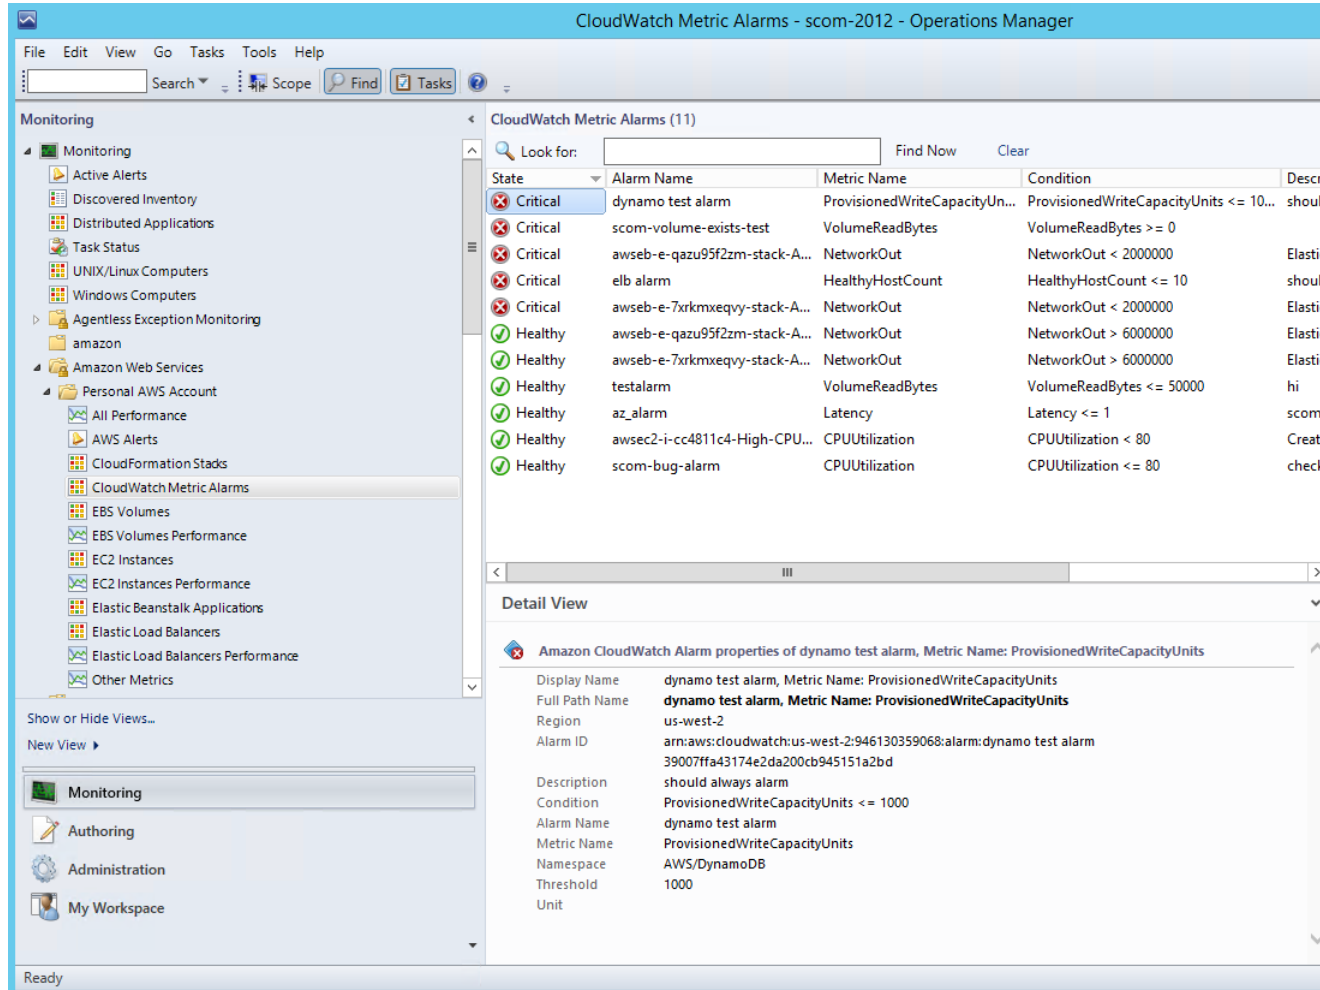 CloudWatch Metric Alarms - scom-2012 - Operations Manager
File Edit View Go Tasks Tools Help
Search Scope Find Tasks
Monitoring
Monitoring
Active Alerts
Discovered Inventory
Distributed Applications
Task Status
UNIX/Linux Computers
Windows Computers
Agentless Exception Monitoring
amazon
Amazon Web Services
Personal AWS Account
All Performance
AWS Alerts
CloudFormation Stacks
CloudWatch Metric Alarms
EBS Volumes
EBS Volumes Performance
EC2 Instances
EC2 Instances Performance
Elastic Beanstalk Applications
Elastic Load Balancers
Elastic Load Balancers Performance
Other Metrics
Show or Hide Views...
New View
Monitoring
Authoring
Administration
My Workspace
CloudWatch Metric Alarms (11)
Look for: Find Now Clear
State Alarm Name Metric Name Condition Descr
Critical dynamo test alarm ProvisionedWriteCapacityUn... ProvisionedWriteCapacityUnits <= 10... shoul
Critical scom-volume-exists-test VolumeReadBytes VolumeReadBytes >= 0
Critical awseb-e-qazu95f2zm-stack-A... NetworkOut NetworkOut < 2000000 Elasti
Critical elb alarm HealthyHostCount HealthyHostCount <= 10 shoul
Critical awseb-e-7xrkmxeqvy-stack-A... NetworkOut NetworkOut < 2000000 Elasti
Healthy awseb-e-qazu95f2zm-stack-A... NetworkOut NetworkOut > 6000000 Elasti
Healthy awseb-e-7xrkmxeqvy-stack-A... NetworkOut NetworkOut > 6000000 Elasti
Healthy testalarm VolumeReadBytes VolumeReadBytes <= 50000 hi
Healthy az_alarm Latency Latency <= 1 scom
Healthy awsec2-i-cc4811c4-High-CPU... CPUUtilization CPUUtilization < 80 Creat
Healthy scom-bug-alarm CPUUtilization CPUUtilization <= 80 check
Detail View
Amazon CloudWatch Alarm properties of dynamo test alarm, Metric Name: ProvisionedWriteCapacityUnits
Display Name dynamo test alarm, Metric Name: ProvisionedWriteCapacityUnits
Full Path Name dynamo test alarm, Metric Name: ProvisionedWriteCapacityUnits
Region us-west-2
Alarm ID arn:aws:cloudwatch:us-west-2:946130359068:alarm:dynamo test alarm
39007ffa43174e2da200cb945151a2bd
Description should always alarm
Condition ProvisionedWriteCapacityUnits <= 1000
Alarm Name dynamo test alarm
Metric Name ProvisionedWriteCapacityUnits
Namespace AWS/DynamoDB
Threshold 1000
Unit
Ready